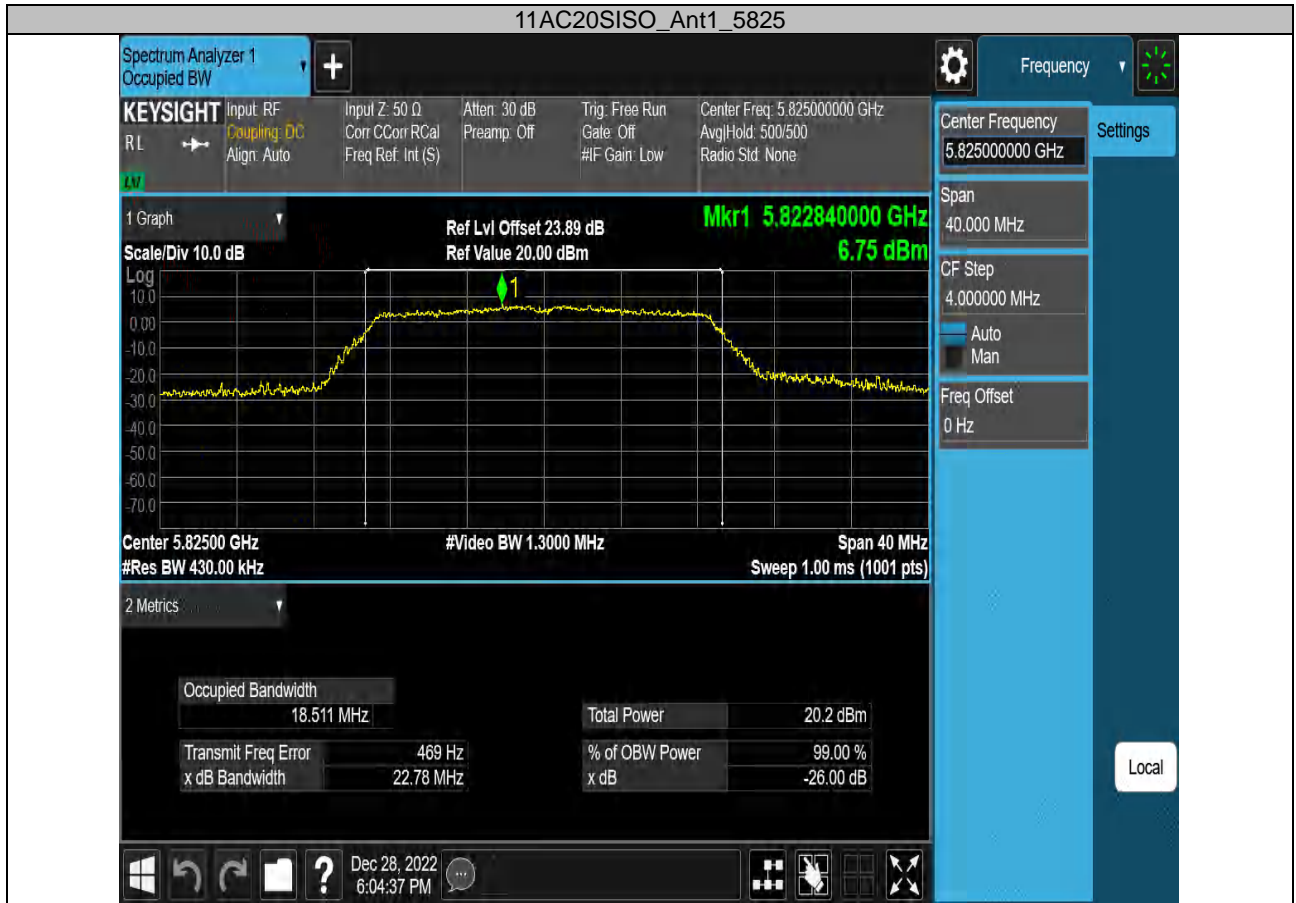 11AC20SISO_Ant1_5825
Spectrum Analyzer 1
Occupied BW
Frequency
KEYSIGHT
RL
LXI
Input: RF
Coupling: DC
Align: Auto
Input Z: 50 Ω
Corr CCorr RCal
Freq Ref: Int (S)
Atten: 30 dB
Preamp: Off
Trig: Free Run
Gate: Off
#IF Gain: Low
Center Freq: 5.825000000 GHz
Avg|Hold: 500/500
Radio Std: None
Center Frequency
5.825000000 GHz
Settings
Span
40.000 MHz
CF Step
4.000000 MHz
Auto
Man
Freq Offset
0 Hz
Local
1 Graph
Scale/Div 10.0 dB
Ref Lvl Offset 23.89 dB
Ref Value 20.00 dBm
Mkr1 5.822840000 GHz
6.75 dBm
Log
10.0
0.00
-10.0
-20.0
-30.0
-40.0
-50.0
-60.0
-70.0
1
Center 5.82500 GHz
#Res BW 430.00 kHz
#Video BW 1.3000 MHz
Span 40 MHz
Sweep 1.00 ms (1001 pts)
2 Metrics
Occupied Bandwidth
18.511 MHz
Total Power 20.2 dBm
Transmit Freq Error 469 Hz
% of OBW Power 99.00 %
x dB Bandwidth 22.78 MHz
x dB -26.00 dB
?
Dec 28, 2022
6:04:37 PM